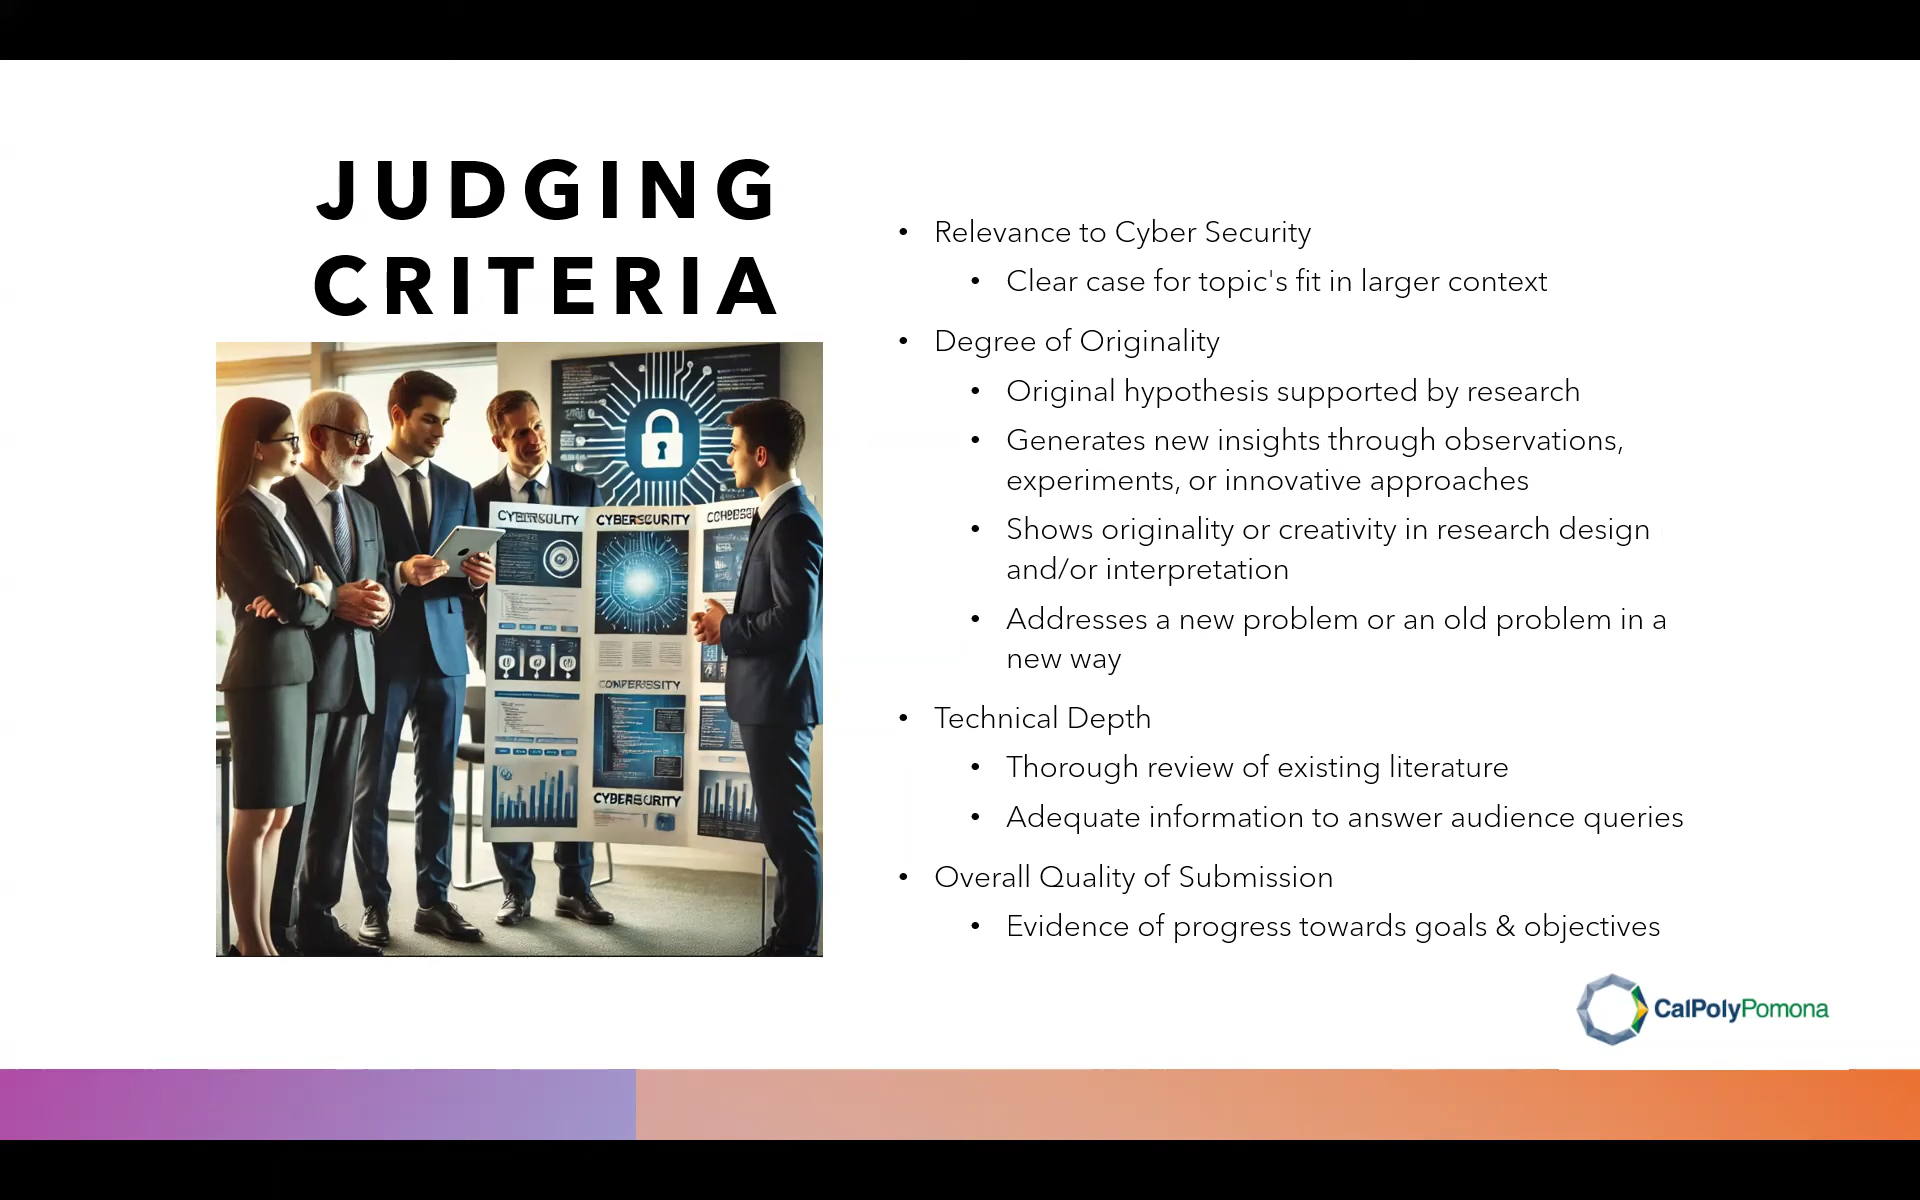 JUDGING
CRITERIA
• Relevance to Cyber Security
• Clear case for topic's fit in larger context
• Degree of Originality
• Original hypothesis supported by research
• Generates new insights through observations,
experiments, or innovative approaches
• Shows originality or creativity in research design
and/or interpretation
• Addresses a new problem or an old problem in a
new way
• Technical Depth
• Thorough review of existing literature
• Adequate information to answer audience queries
• Overall Quality of Submission
• Evidence of progress towards goals & objectives
CYBERSECURITY
CalPolyPomona